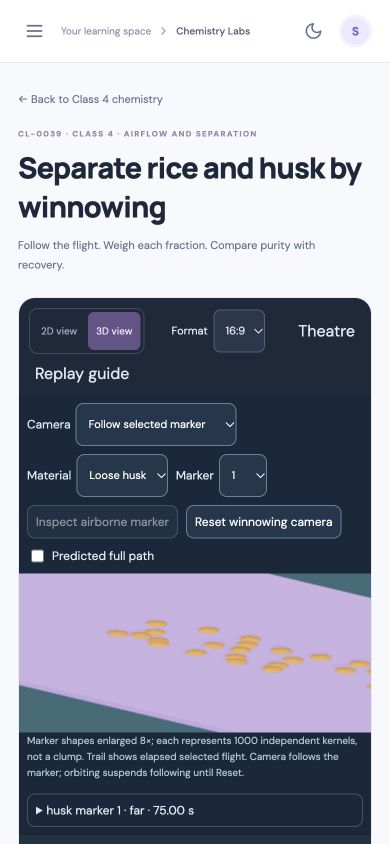 Your learning space > Chemistry Labs S
← Back to Class 4 chemistry
CL-0039 · CLASS 4 · AIRFLOW AND SEPARATION
Separate rice and husk by
winnowing
Follow the flight. Weigh each fraction. Compare purity with
recovery.
2D view 3D view Format 16:9 Theatre
Replay guide
Camera Follow selected marker
Material Loose husk Marker 1
Inspect airborne marker Reset winnowing camera
Predicted full path
Marker shapes enlarged 8×; each represents 1000 independent kernels,
not a clump. Trail shows elapsed selected flight. Camera follows the
marker; orbiting suspends following until Reset.
▶ husk marker 1 · far · 75.00 s